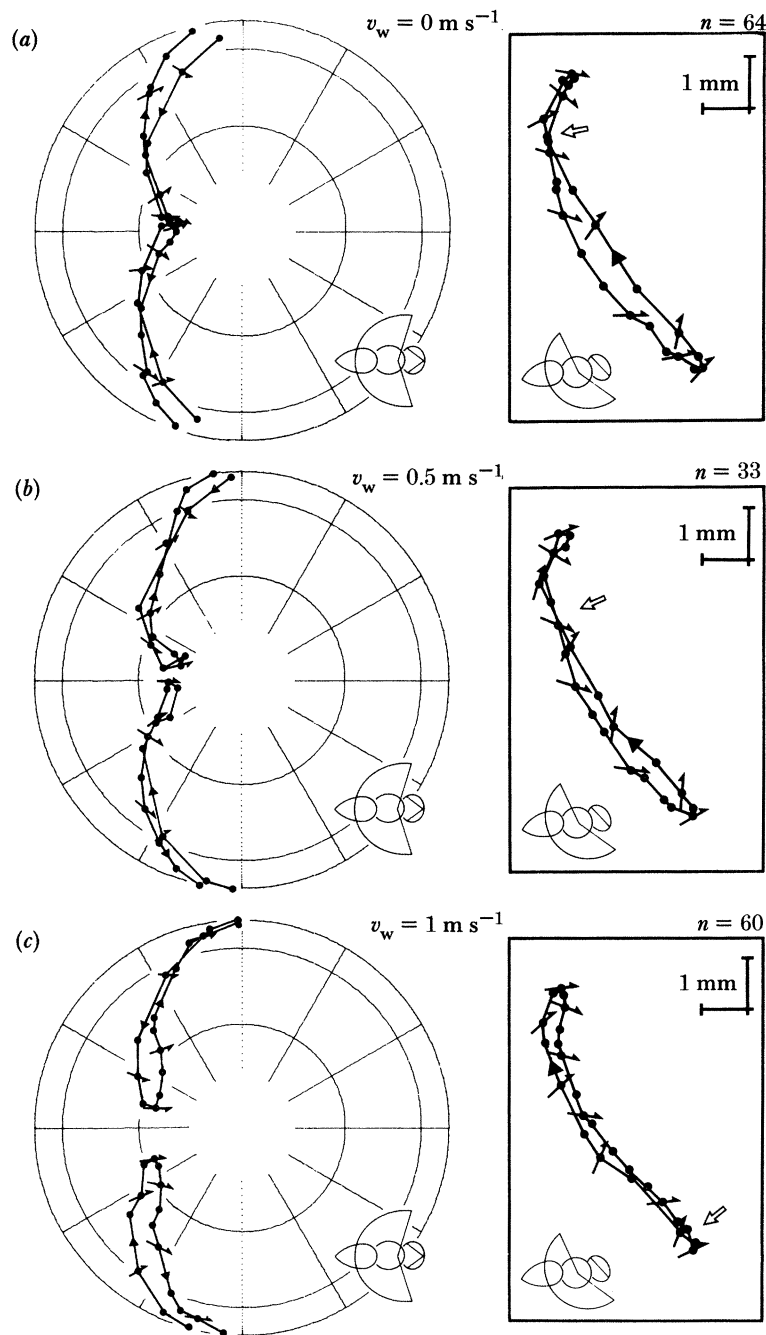 (a)
v_w = 0 m s⁻¹
n = 64
1 mm
(b)
v_w = 0.5 m s⁻¹
n = 33
1 mm
(c)
v_w = 1 m s⁻¹
n = 60
1 mm